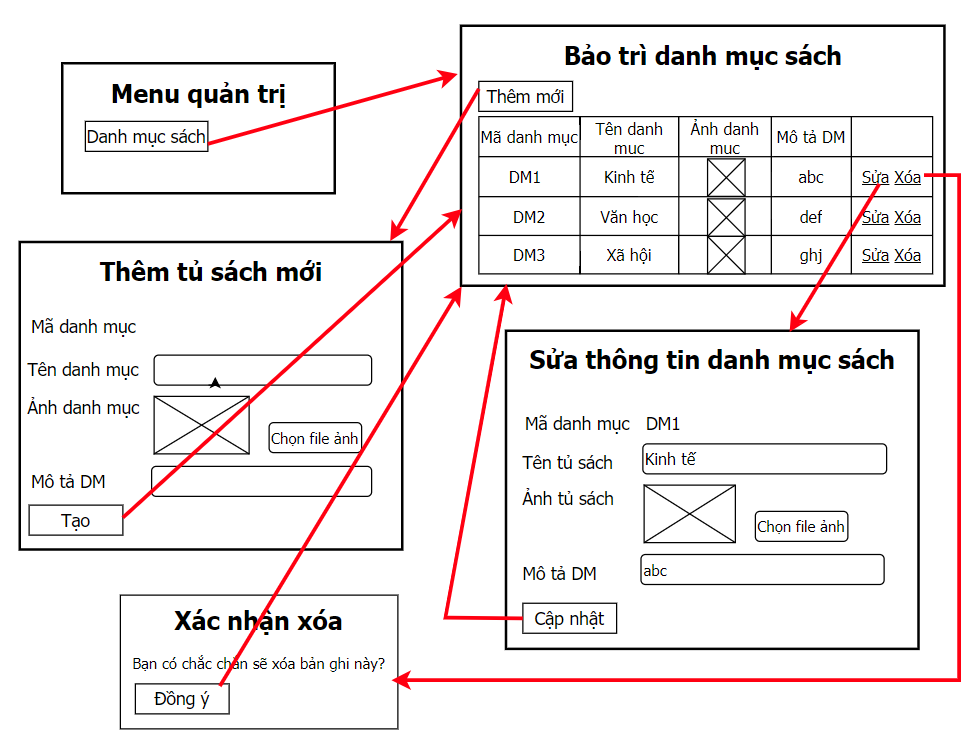 Menu quản trị
Danh mục sách
Bảo trì danh mục sách
Thêm mới
Mã danh mục Tên danh mục Ảnh danh mục Mô tả DM
DM1 Kinh tế abc Sửa Xóa
DM2 Văn học def Sửa Xóa
DM3 Xã hội ghj Sửa Xóa
Thêm tủ sách mới
Mã danh mục
Tên danh mục
Ảnh danh mục Chọn file ảnh
Mô tả DM
Tạo
Sửa thông tin danh mục sách
Mã danh mục DM1
Tên tủ sách Kinh tế
Ảnh tủ sách Chọn file ảnh
Mô tả DM abc
Cập nhật
Xác nhận xóa
Bạn có chắc chắn sẽ xóa bản ghi này?
Đồng ý